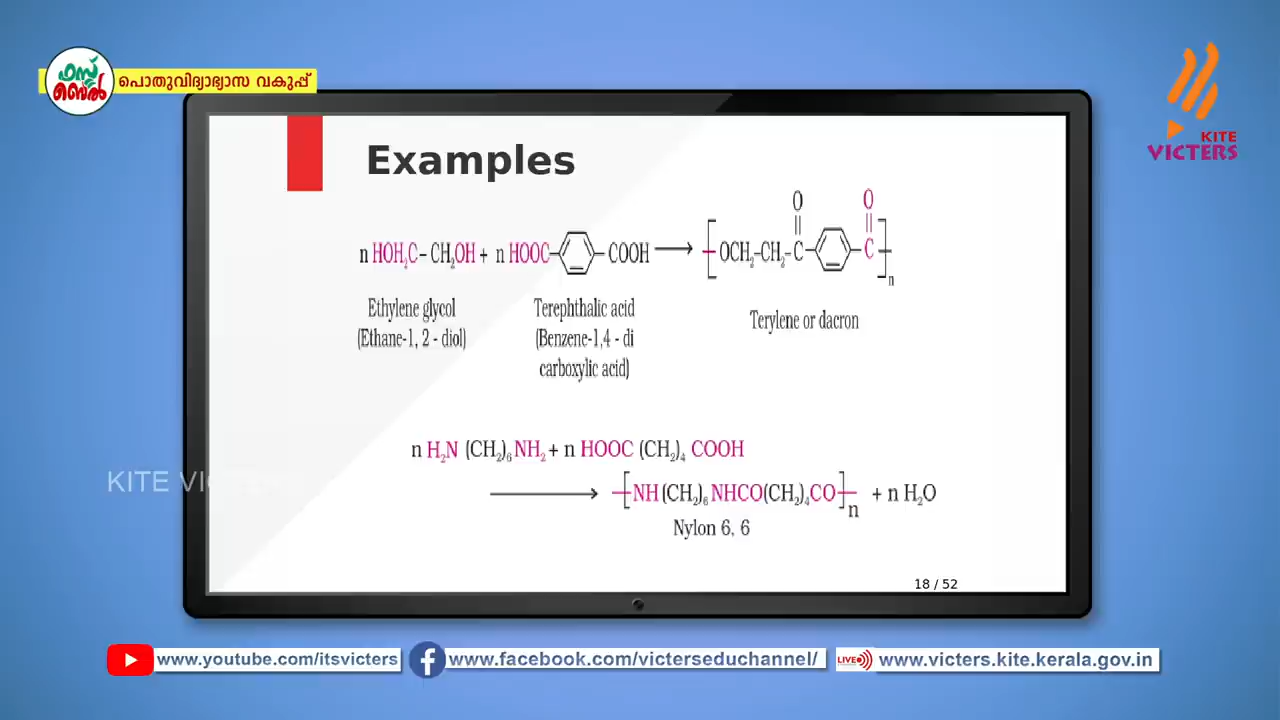 ഫസ്റ്റ്
ബെൽ
പൊതുവിദ്യാഭ്യാസ വകുപ്പ്
KITE
VICTERS
Examples
n HOH₂C – CH₂OH + n HOOC– –COOH ⟶ [ OCH₂–CH₂–C– –C ]n
O O
Ethylene glycol
(Ethane-1, 2 - diol)
Terephthalic acid
(Benzene-1,4 - di
carboxylic acid)
Terylene or dacron
n H₂N (CH₂)₆ NH₂ + n HOOC (CH₂)₄ COOH
⟶ [ NH (CH₂)₆ NHCO(CH₂)₄CO ]n + n H₂O
Nylon 6, 6
KITE VICTERS
18 / 52
www.youtube.com/itsvicters
www.facebook.com/victerseduchannel/
LIVE
www.victers.kite.kerala.gov.in